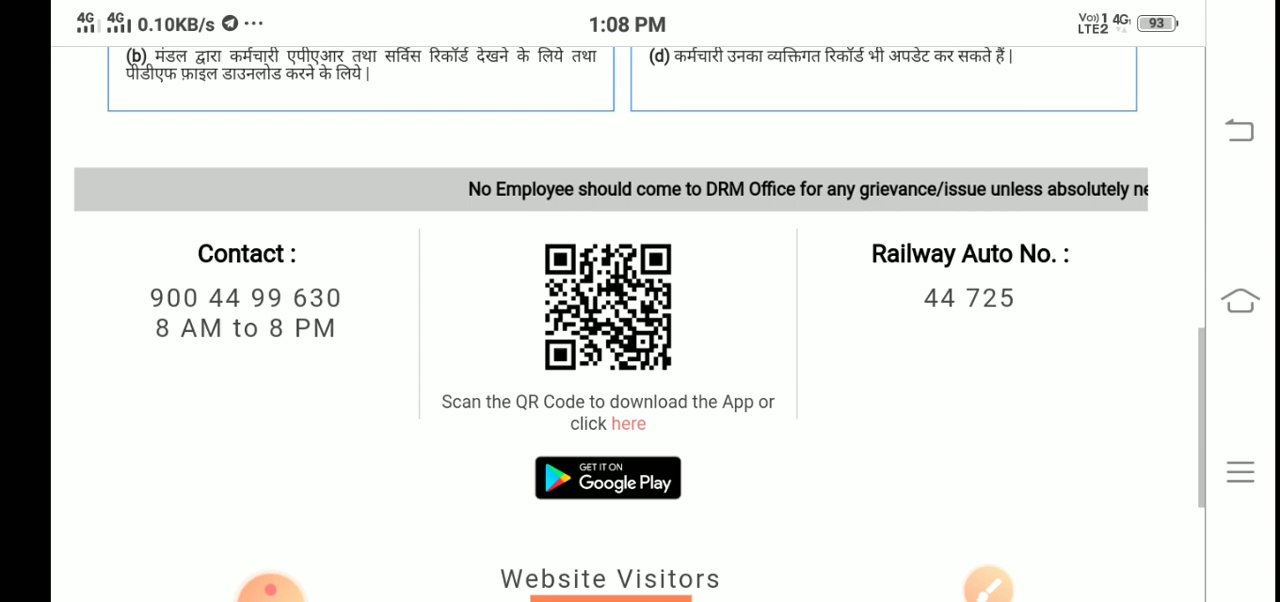 4G 4G 0.10KB/s ... 1:08 PM Vo) 1 4G LTE2 93
(b) मंडल द्वारा कर्मचारी एपीएआर तथा सर्विस रिकॉर्ड देखने के लिये तथा
पीडीएफ फ़ाइल डाउनलोड करने के लिये |
(d) कर्मचारी उनका व्यक्तिगत रिकॉर्ड भी अपडेट कर सकते हैं |
No Employee should come to DRM Office for any grievance/issue unless absolutely
Contact :
900 44 99 630
8 AM to 8 PM
Scan the QR Code to download the App or
click here
GET IT ON
Google Play
Railway Auto No. :
44 725
Website Visitors